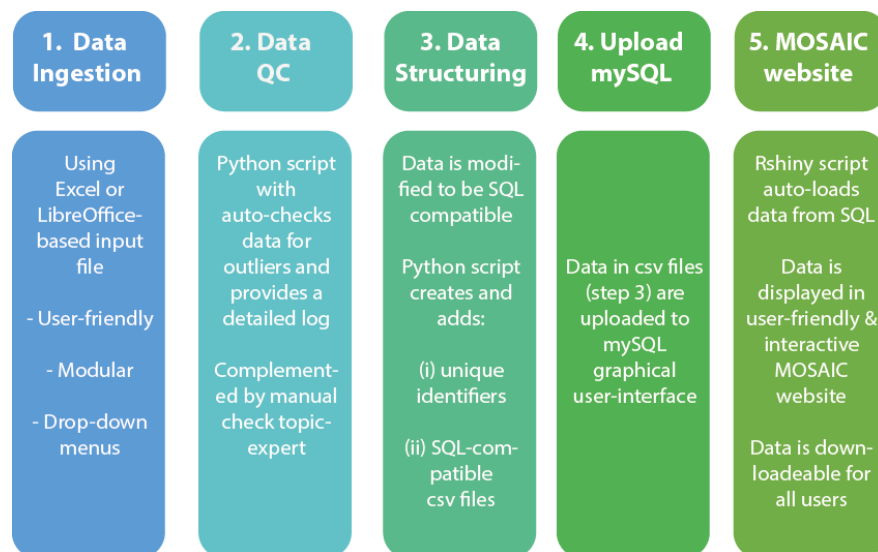 1. Data
Ingestion
2. Data
QC
3. Data
Structuring
4. Upload
mySQL
5. MOSAIC
website
Using
Excel or
LibreOffice-
based input
file
- User-friendly
- Modular
- Drop-down
menus
Python script
with
auto-checks
data for
outliers and
provides a
detailed log
Complement-
ed by manual
check topic-
expert
Data is mod-
ified to be SQL
compatible
Python script
creates and
adds:
(i) unique
identifiers
(ii) SQL-com-
patible
csv files
Data in csv files
(step 3) are
uploaded to
mySQL
graphical
user-interface
Rshiny script
auto-loads
data from SQL
Data is
displayed in
user-friendly &
interactive
MOSAIC
website
Data is down-
loadeable for
all users